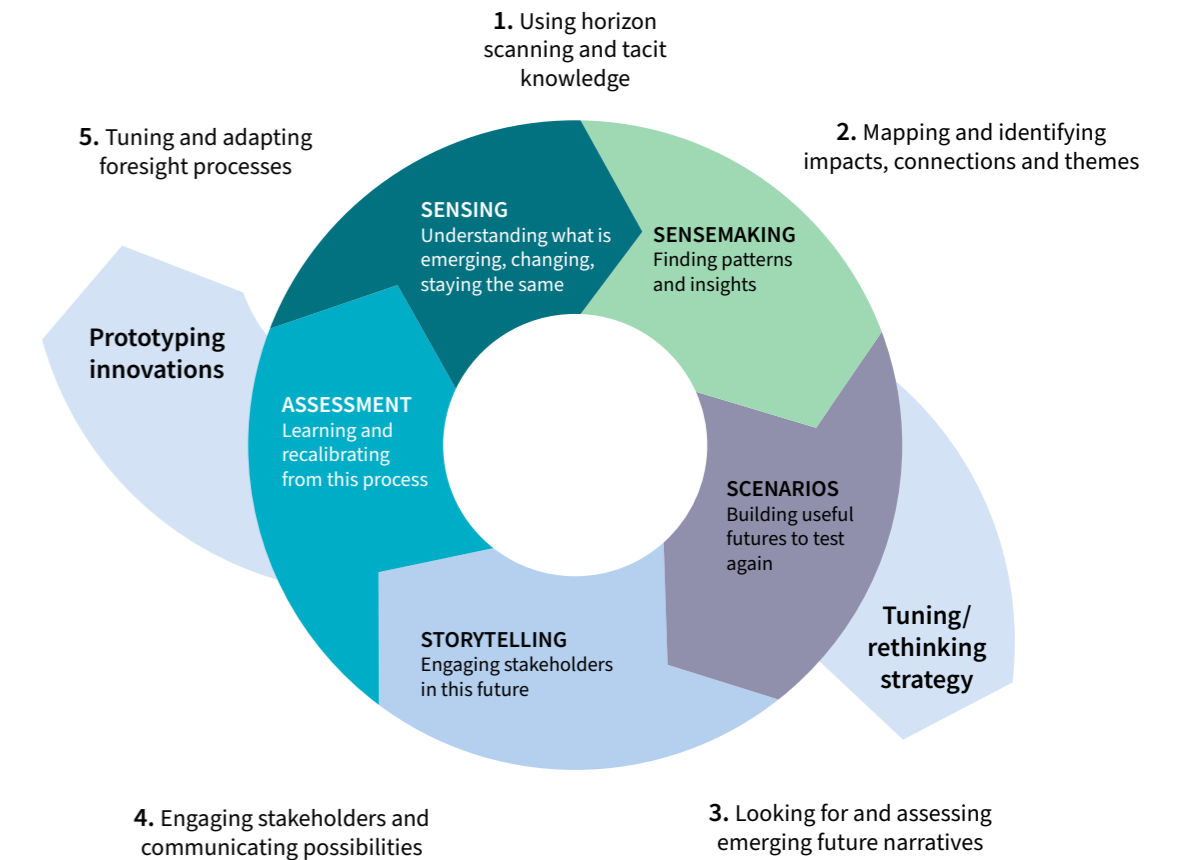 1. Using horizon
scanning and tacit
knowledge
2. Mapping and identifying
impacts, connections and themes
5. Tuning and adapting
foresight processes
SENSING
Understanding what is
emerging, changing,
staying the same
SENSEMAKING
Finding patterns
and insights
Prototyping
innovations
ASSESSMENT
Learning and
recalibrating
from this process
SCENARIOS
Building useful
futures to test
again
Tuning/
rethinking
strategy
STORYTELLING
Engaging stakeholders
in this future
4. Engaging stakeholders and
communicating possibilities
3. Looking for and assessing
emerging future narratives